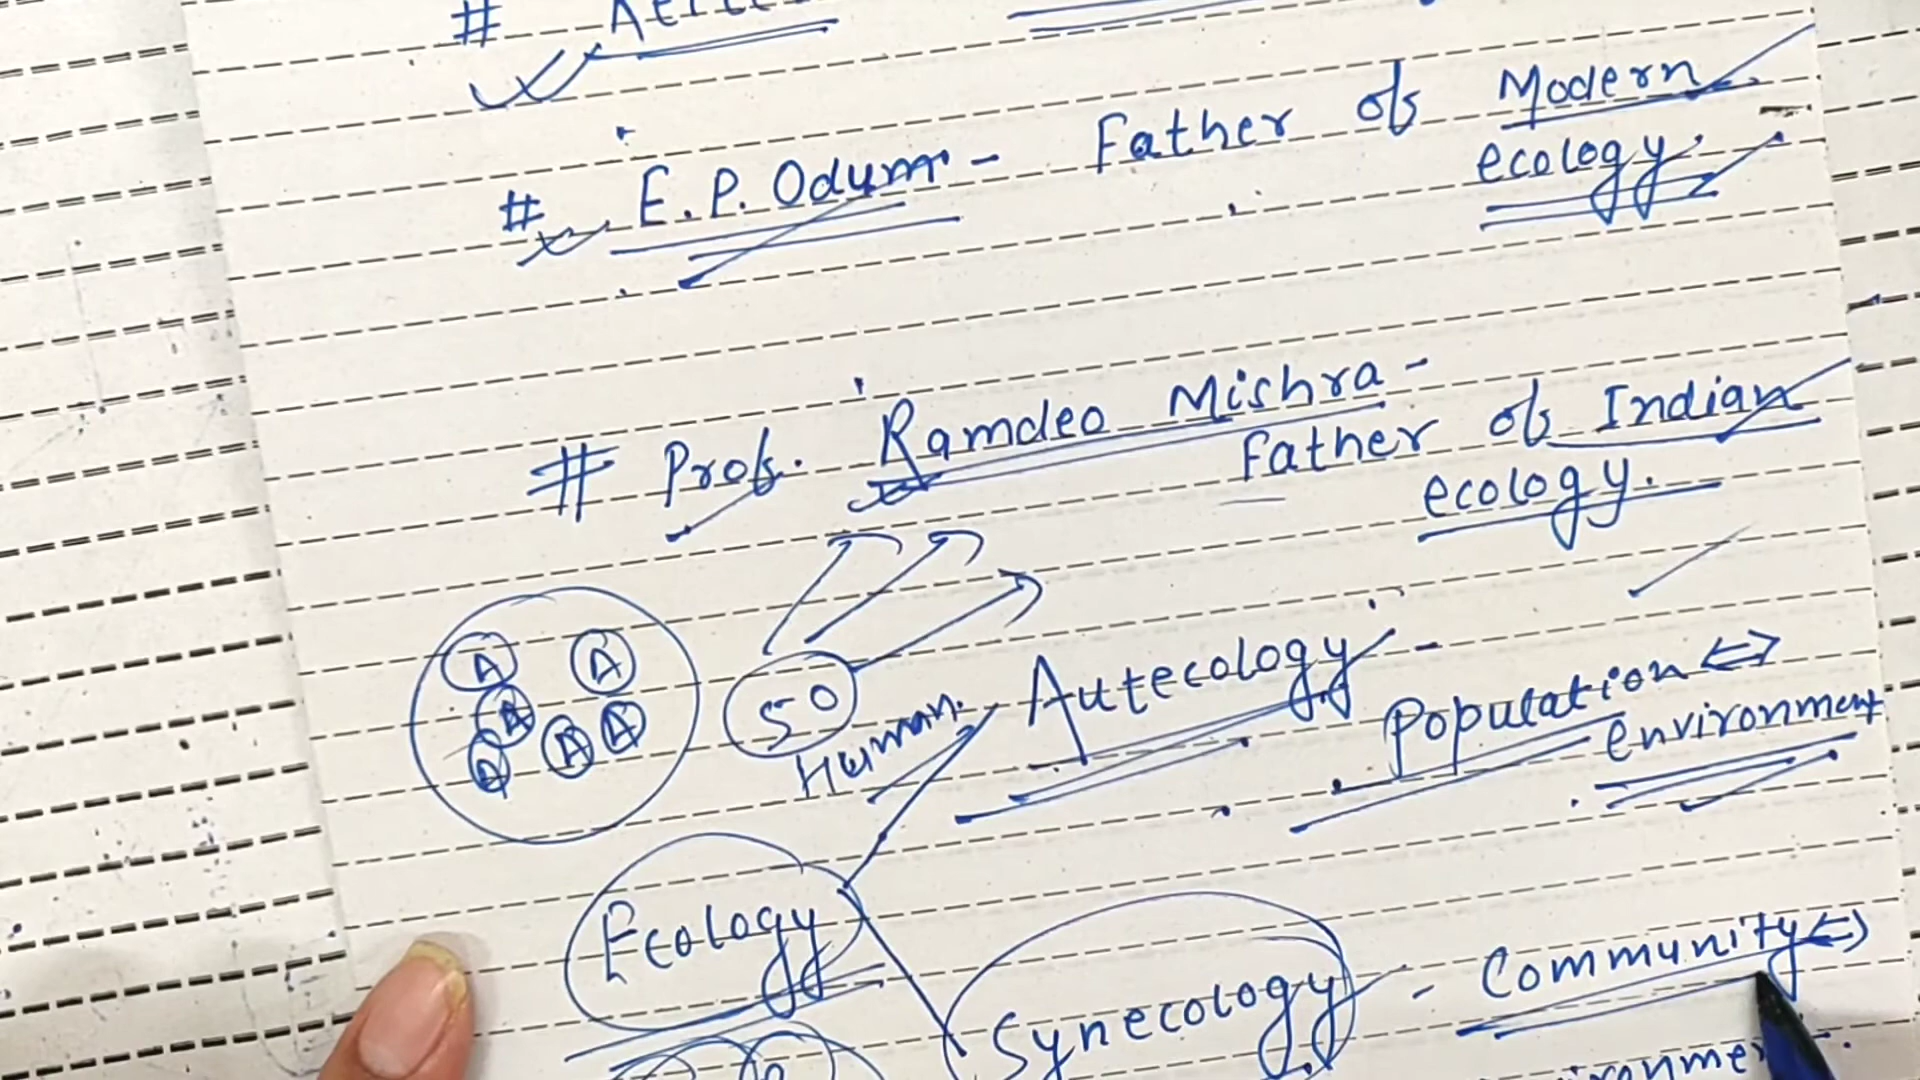 #
# E.P. Odum - Father of Modern
ecology.
# Prof. Ramdeo Mishra -
Father of Indian
ecology.
A A
A A A
A
50
Human.
Autecology -
Population ↔
environment
Ecology
Synecology - Community ↔